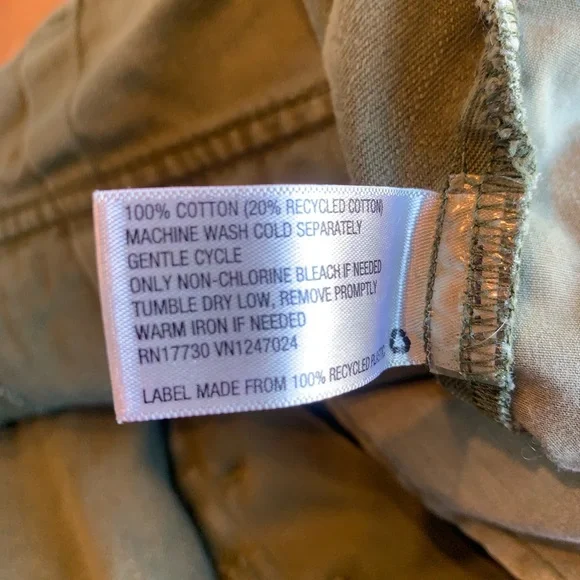 100% COTTON (20% RECYCLED COTTON)
MACHINE WASH COLD SEPARATELY
GENTLE CYCLE
ONLY NON-CHLORINE BLEACH IF NEEDED
TUMBLE DRY LOW, REMOVE PROMPTLY
WARM IRON IF NEEDED
RN17730 VN1247024
LABEL MADE FROM 100% RECYCLED PLASTIC